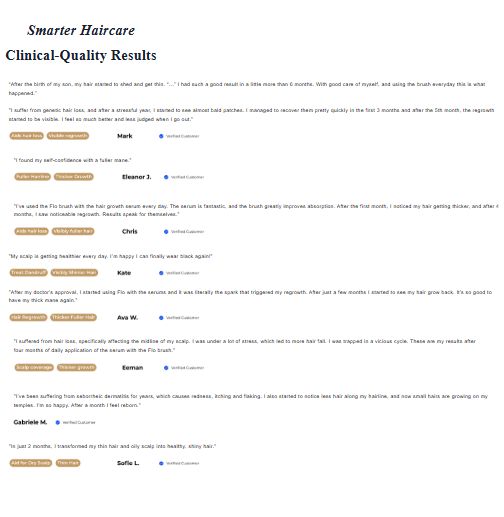 Smarter Haircare
Clinical-Quality Results
"After the birth of my son, my hair started to shed and get thin. "..." I had such a good result in a little more than 8 months. With good care of myself, and using the brush everyday this is what
happened."
"I suffer from genetic hair loss, and after a stressful year, I started to see almost bald patches. I managed to recover them pretty quickly in the first 3 months and after the 5th month, the regrowth
started to be visible. I feel so much better and less judged when I go out."
Aids hair loss Visible regrowth Mark Verified Customer
"I found my self-confidence with a fuller mane."
Fuller Hairline Thicker Growth Eleanor J. Verified Customer
"I've used the Flo brush with the hair growth serum every day. The serum is fantastic, and the brush greatly improves absorption. After the first month, I noticed my hair getting thicker, and after 4
months, I saw noticeable regrowth. Results speak for themselves."
Aids hair loss Visibly fuller hair Chris Verified Customer
"My scalp is getting healthier every day. I'm happy I can finally wear black again!"
Treat Dandruff Visibly Shinier Hair Kate Verified Customer
"After my doctor's approval, I started using Flo with the serums and it was literally the spark that triggered my regrowth. After just a few months I started to see my hair grow back. It's so good to
have my thick mane again."
Hair Regrowth Thicker Fuller Hair Ava W. Verified Customer
"I suffered from hair loss, specifically affecting the midline of my scalp. I was under a lot of stress, which led to more hair fall. I was trapped in a vicious cycle. These are my results after
four months of daily application of the serum with the Flo brush."
Scalp coverage Thicker growth Eeman Verified Customer
"I've been suffering from seborrheic dermatitis for years, which causes redness, itching and flaking. I also started to notice less hair along my hairline, and now small hairs are growing on my
temples. I'm so happy. After a month I feel reborn."
Gabriele M. Verified Customer
"In just 2 months, I transformed my thin hair and oily scalp into healthy, shiny hair."
Aid for Dry Scalp Thin Hair Sofie L. Verified Customer